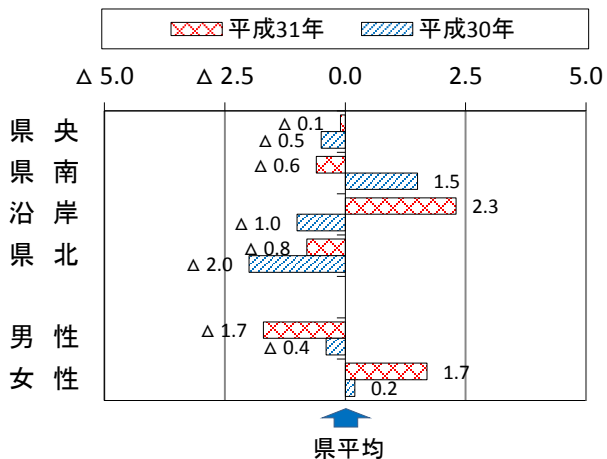 平成31年 平成30年
△ 5.0 △ 2.5 0.0 2.5 5.0
県 央 △ 0.1
△ 0.5
県 南 △ 0.6
1.5
沿 岸 2.3
△ 1.0
県 北 △ 0.8
△ 2.0
男 性 △ 1.7
△ 0.4
女 性 1.7
0.2
県平均